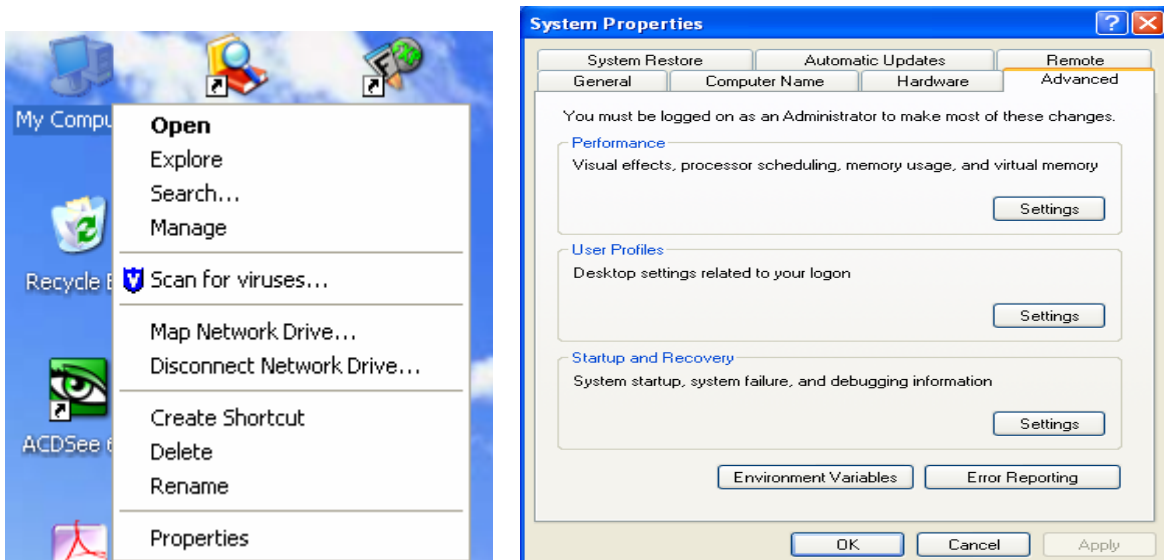 My Compu
Open
Explore
Search...
Manage
Recycle B
Scan for viruses...
Map Network Drive...
Disconnect Network Drive...
Create Shortcut
ACDSee 6
Delete
Rename
Properties
System Properties
System Restore Automatic Updates Remote
General Computer Name Hardware Advanced
You must be logged on as an Administrator to make most of these changes.
Performance
Visual effects, processor scheduling, memory usage, and virtual memory
Settings
User Profiles
Desktop settings related to your logon
Settings
Startup and Recovery
System startup, system failure, and debugging information
Settings
Environment Variables Error Reporting
OK Cancel Apply